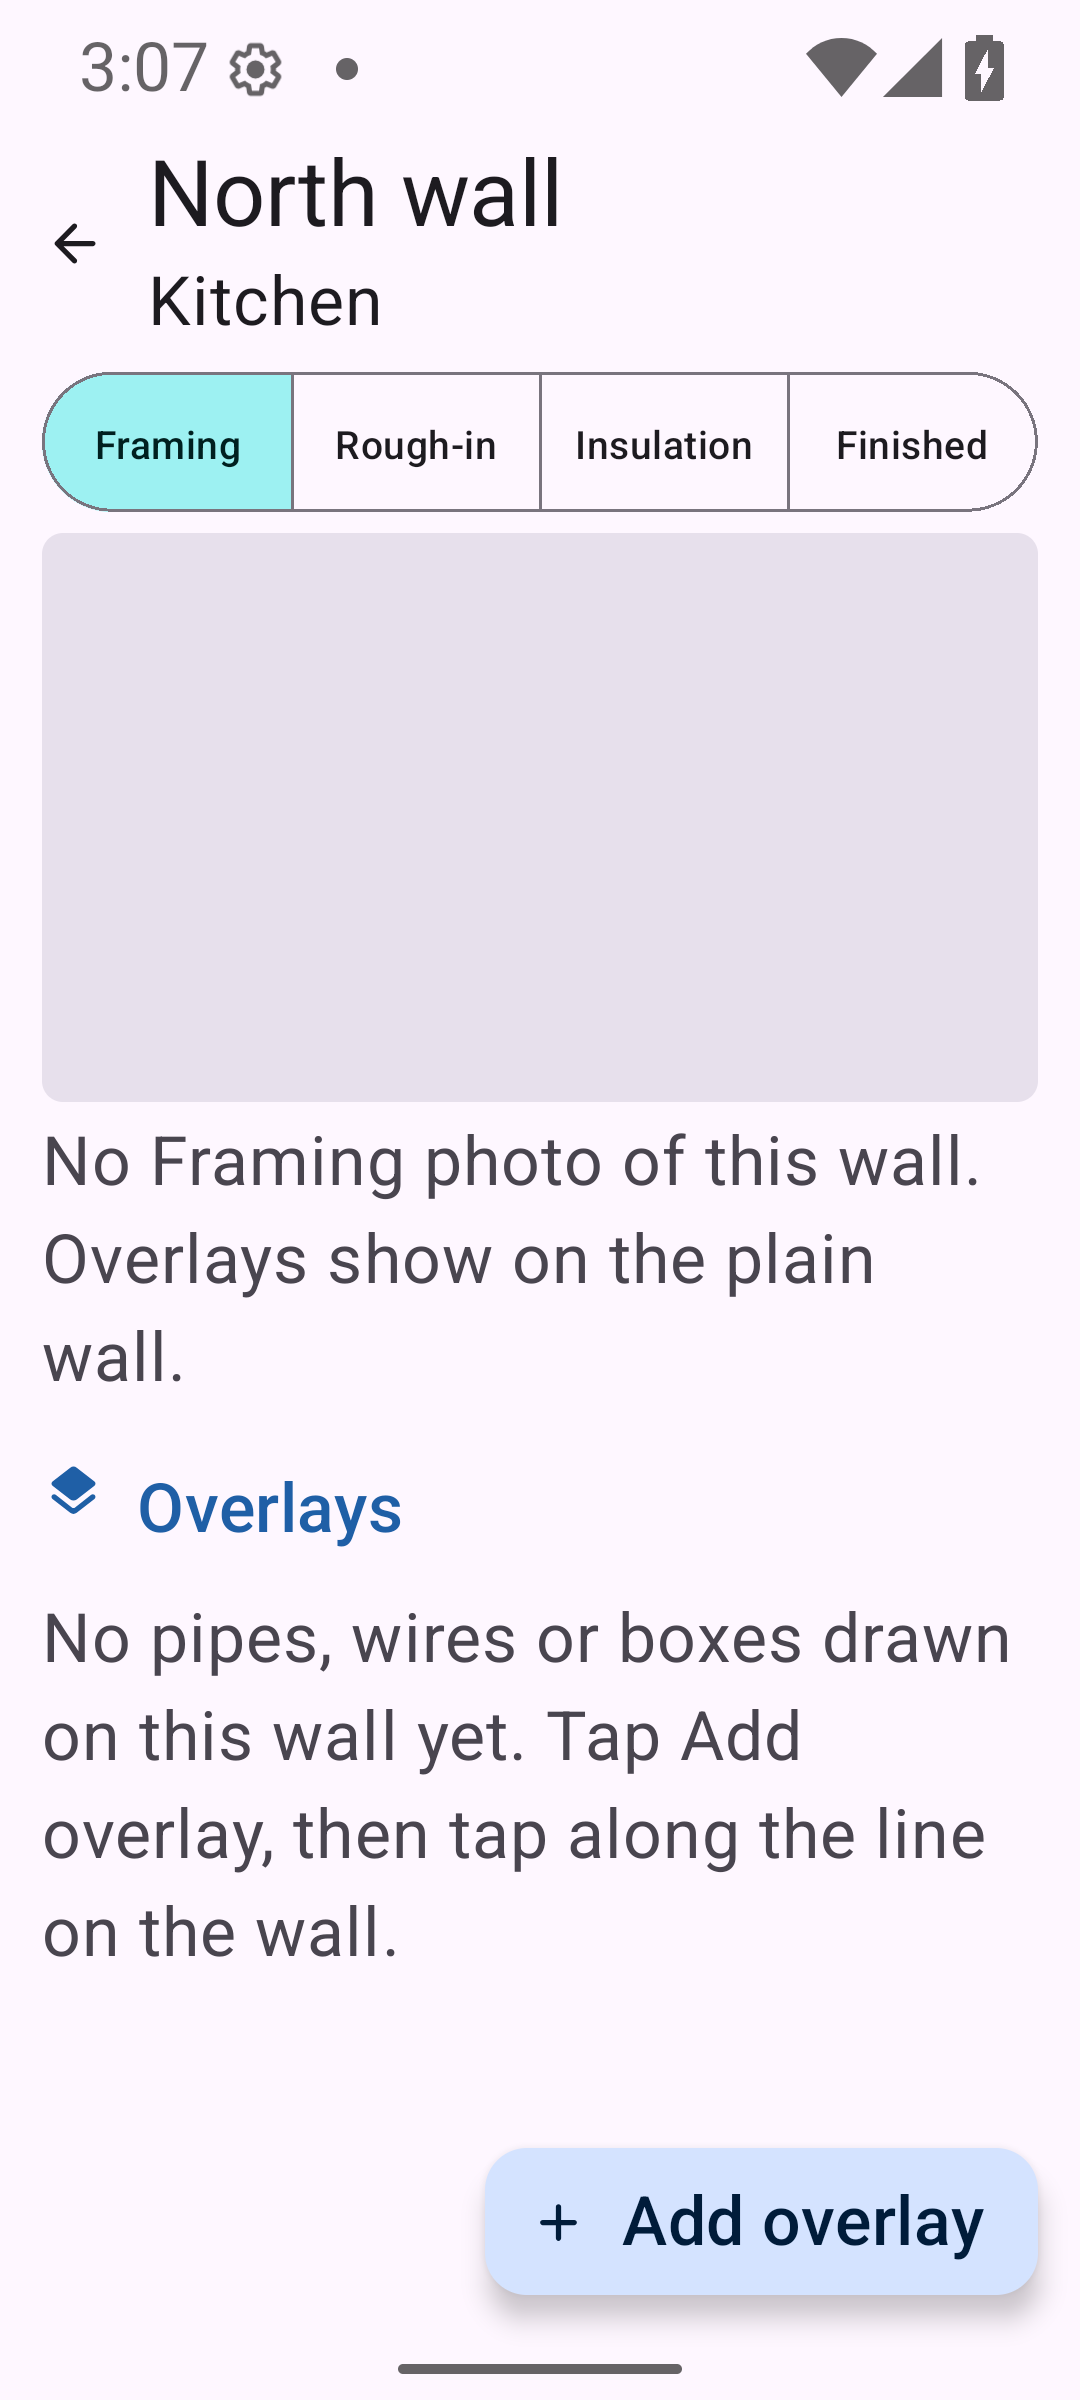 3:07
North wall
Kitchen
Framing
Rough-in
Insulation
Finished
No Framing photo of this wall.
Overlays show on the plain
wall.
Overlays
No pipes, wires or boxes drawn
on this wall yet. Tap Add
overlay, then tap along the line
on the wall.
Add overlay